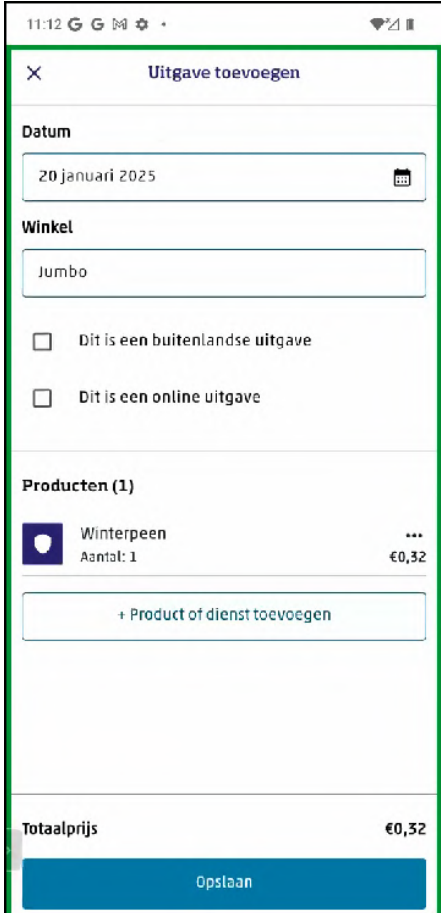 11:12 G G M
Uitgave toevoegen
Datum
20 januari 2025
Winkel
Jumbo
Dit is een buitenlandse uitgave
Dit is een online uitgave
Producten (1)
Winterpeen
Aantal: 1 €0,32
+ Product of dienst toevoegen
Totaalprijs €0,32
Opslaan